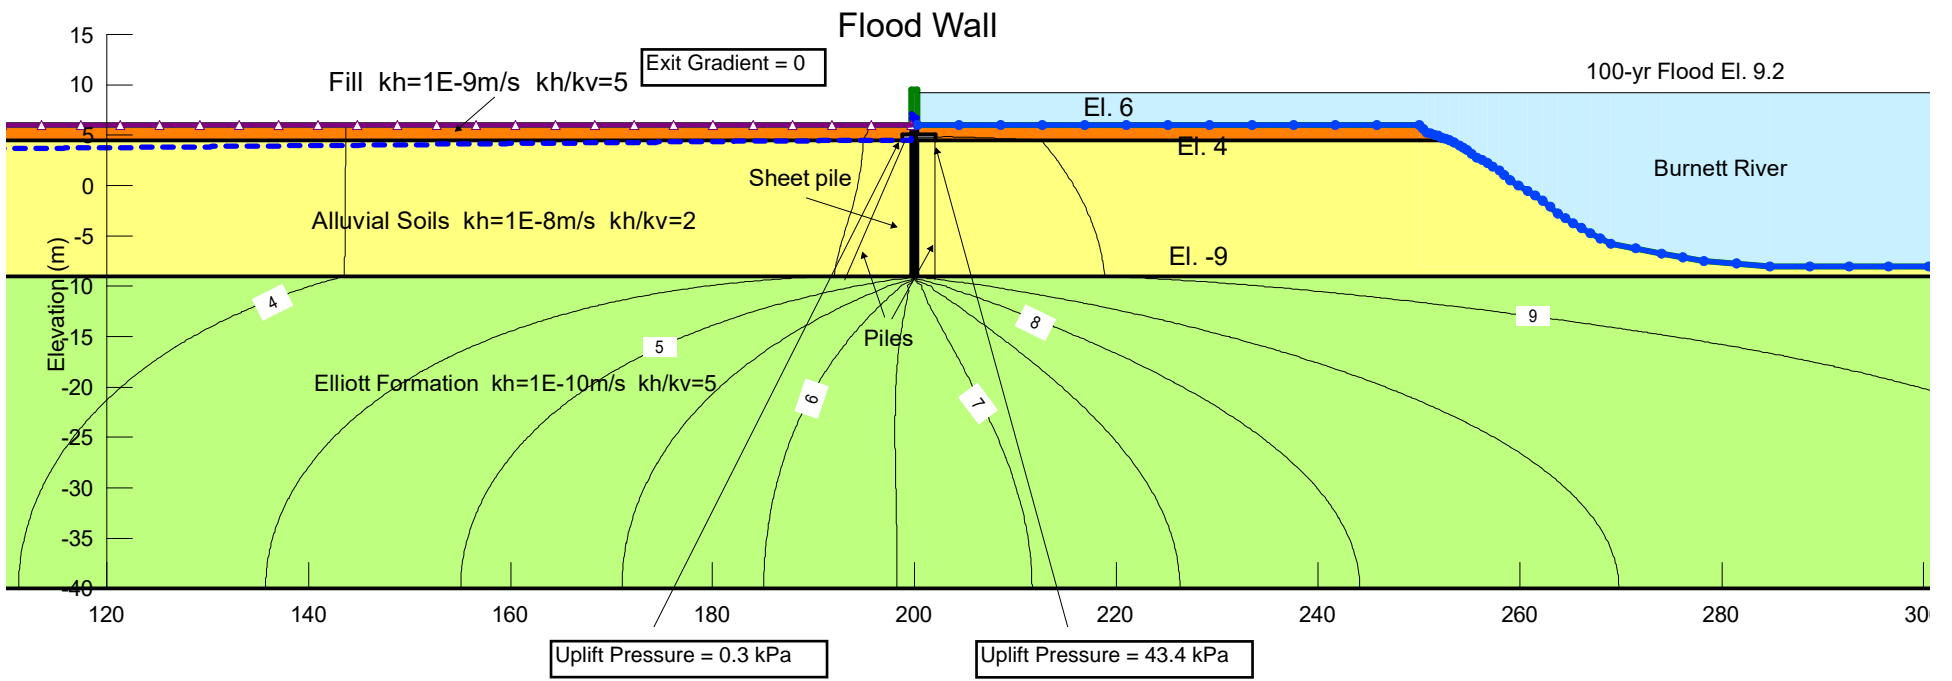 Flood Wall
15
Exit Gradient = 0
100-yr Flood El. 9.2
Fill kh=1E-9m/s kh/kv=5
10
El. 6
5
El. 4
Burnett River
Sheet pile
0
Alluvial Soils kh=1E-8m/s kh/kv=2
-5
El. -9
Elevation (m)
-10
4
9
8
-15
Piles
5
-20
Elliott Formation kh=1E-10m/s kh/kv=5
6
7
-25
-30
-35
-40
120 140 160 180 200 220 240 260 280 30
Uplift Pressure = 0.3 kPa
Uplift Pressure = 43.4 kPa